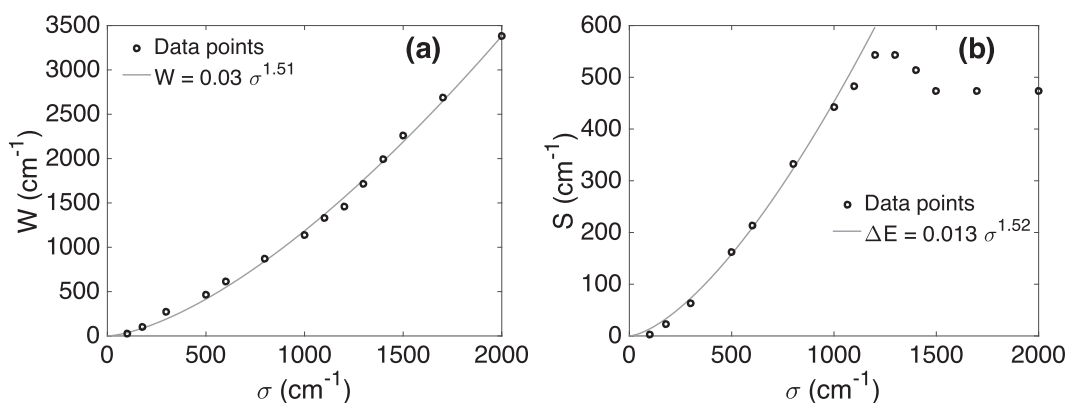 3500
3000
2500
2000
1500
1000
500
0
W (cm⁻¹)
(a)
Data points
W = 0.03 σ^1.51
0 500 1000 1500 2000
σ (cm⁻¹)
600
500
400
300
200
100
0
S (cm⁻¹)
(b)
Data points
ΔE = 0.013 σ^1.52
0 500 1000 1500 2000
σ (cm⁻¹)